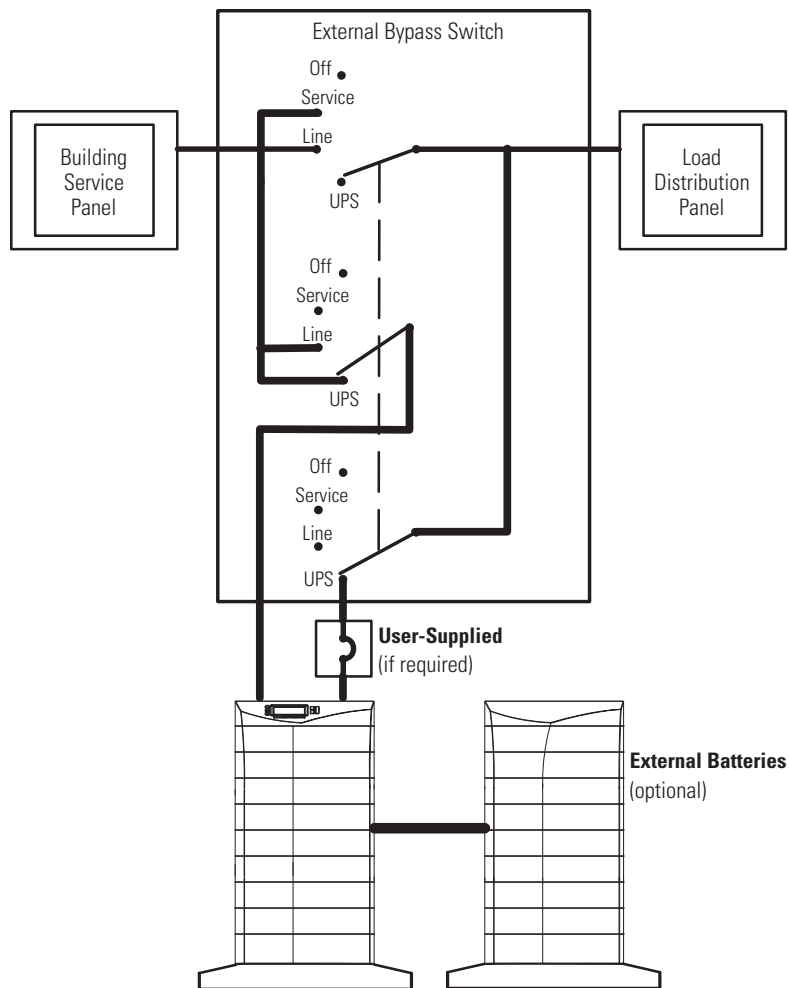 External Bypass Switch
Off
Service
Line
UPS
Building
Service
Panel
Load
Distribution
Panel
Off
Service
Line
UPS
Off
Service
Line
UPS
User-Supplied
(if required)
External Batteries
(optional)